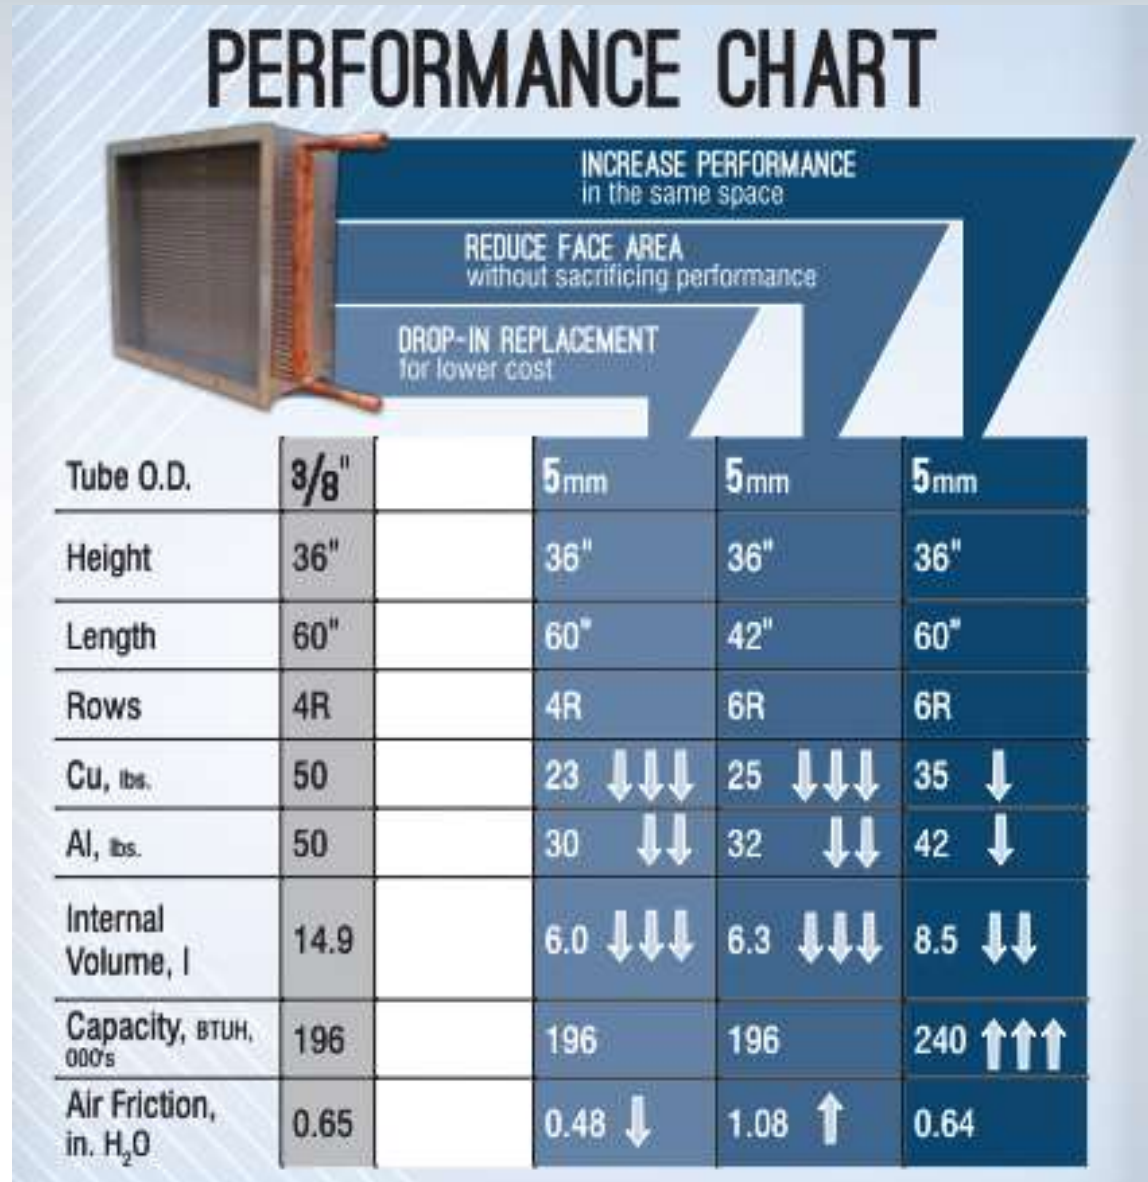 PERFORMANCE CHART
INCREASE PERFORMANCE
in the same space
REDUCE FACE AREA
without sacrificing performance
DROP-IN REPLACEMENT
for lower cost
Tube O.D. 3/8" 5mm 5mm 5mm
Height 36" 36" 36" 36"
Length 60" 60" 42" 60"
Rows 4R 4R 6R 6R
Cu, lbs. 50 23 ↓↓↓ 25 ↓↓↓ 35 ↓
Al, lbs. 50 30 ↓↓ 32 ↓↓ 42 ↓
Internal
Volume, l 14.9 6.0 ↓↓↓ 6.3 ↓↓↓ 8.5 ↓↓
Capacity, BTUH,
000's 196 196 196 240 ↑↑↑
Air Friction,
in. H₂O 0.65 0.48 ↓ 1.08 ↑ 0.64